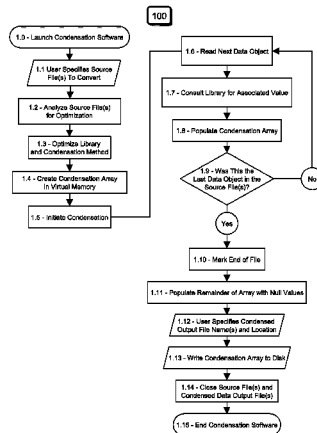 100
1.0 - Launch Condensation Software
1.1 User Specifies Source
File(s) To Convert
1.2 - Analyze Source File(s)
for Optimization
1.3 - Optimize Library
and Condensation Method
1.4 - Create Condensation Array
in Virtual Memory
1.5 - Initiate Condensation
1.6 - Read Next Data Object
1.7 - Consult Library for Associated Value
1.8 - Populate Condensation Array
1.9 - Was This the
Last Data Object in the
Source File(s)?
No
Yes
1.10 - Mark End of File
1.11 - Populate Remainder of Array with Null Values
1.12 - User Specifies Condensed
Output File Name(s) and Location
1.13 - Write Condensation Array to Disk
1.14 - Close Source File(s) and
Condensed Data Output File(s)
1.15 - End Condensation Software